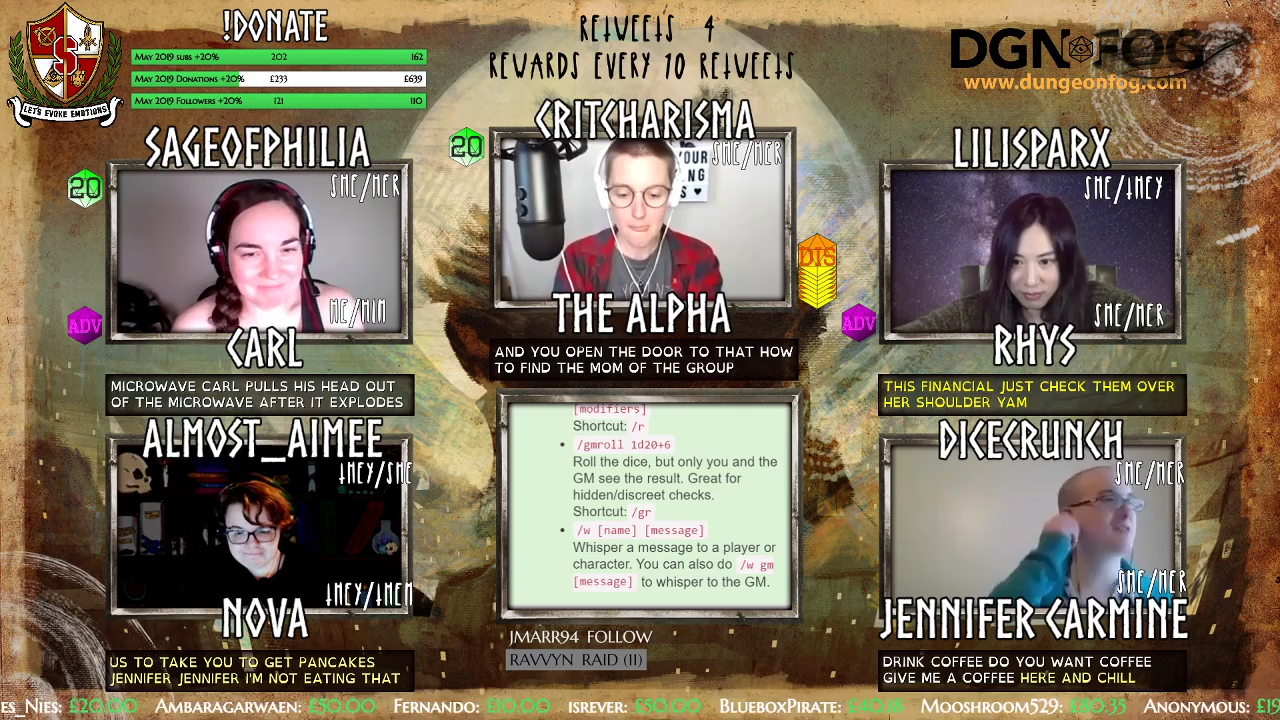 !DONATE
MAY 2019 SUBS +20% 202 162
MAY 2019 DONATIONS +20% £233 £639
MAY 2019 FOLLOWERS +20% 121 110
LET'S EVOKE EMOTIONS
RETWEETS 4
REWARDS EVERY 10 RETWEETS
DGN FOG
www.dungeonfog.com
SAGEOFPHILIA
SHE/HER
20
HE/HIM
ADV
CARL
MICROWAVE CARL PULLS HIS HEAD OUT
OF THE MICROWAVE AFTER IT EXPLODES
CRITCHARISMA
SHE/HER
20
YOUR
NG
S ♥
DIS
THE ALPHA
AND YOU OPEN THE DOOR TO THAT HOW
TO FIND THE MOM OF THE GROUP
LILISPARX
SHE/THEY
SHE/HER
ADV
RHYS
THIS FINANCIAL JUST CHECK THEM OVER
HER SHOULDER YAM
ALMOST_AIMEE
THEY/SHE
THEY/THEM
NOVA
US TO TAKE YOU TO GET PANCAKES
JENNIFER JENNIFER I'M NOT EATING THAT
[modifiers]
Shortcut: /r
• /gmroll 1d20+6
Roll the dice, but only you and the
GM see the result. Great for
hidden/discreet checks.
Shortcut: /gr
• /w [name] [message]
Whisper a message to a player or
character. You can also do /w gm
[message] to whisper to the GM.
JMARR94 FOLLOW
RAVVYN RAID (11)
DICECRUNCH
SHE/HER
SHE/HER
JENNIFER CARMINE
DRINK COFFEE DO YOU WANT COFFEE
GIVE ME A COFFEE HERE AND CHILL
ES_NIES: £20.00 AMBARAGARWAEN: £50.00 FERNANDO: £10.00 ISREVER: £50.00 BLUEBOXPIRATE: £40.18 MOOSHROOM529: £80.35 ANONYMOUS: £19